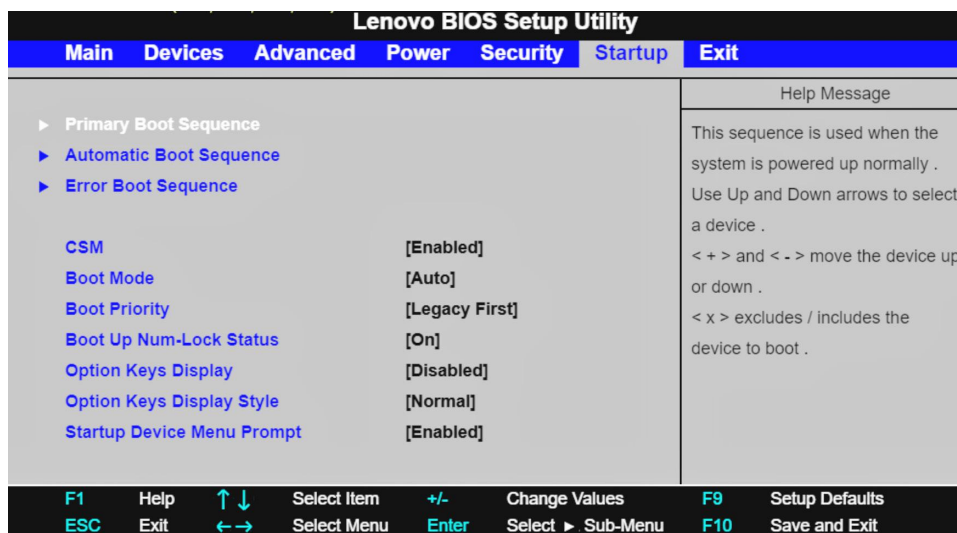 Lenovo BIOS Setup Utility
Main Devices Advanced Power Security Startup Exit
Help Message
► Primary Boot Sequence
► Automatic Boot Sequence
► Error Boot Sequence
CSM [Enabled]
Boot Mode [Auto]
Boot Priority [Legacy First]
Boot Up Num-Lock Status [On]
Option Keys Display [Disabled]
Option Keys Display Style [Normal]
Startup Device Menu Prompt [Enabled]
This sequence is used when the
system is powered up normally .
Use Up and Down arrows to select
a device .
< + > and < - > move the device up
or down .
< x > excludes / includes the
device to boot .
F1 Help ↑↓ Select Item +/- Change Values F9 Setup Defaults
ESC Exit ←→ Select Menu Enter Select ► Sub-Menu F10 Save and Exit